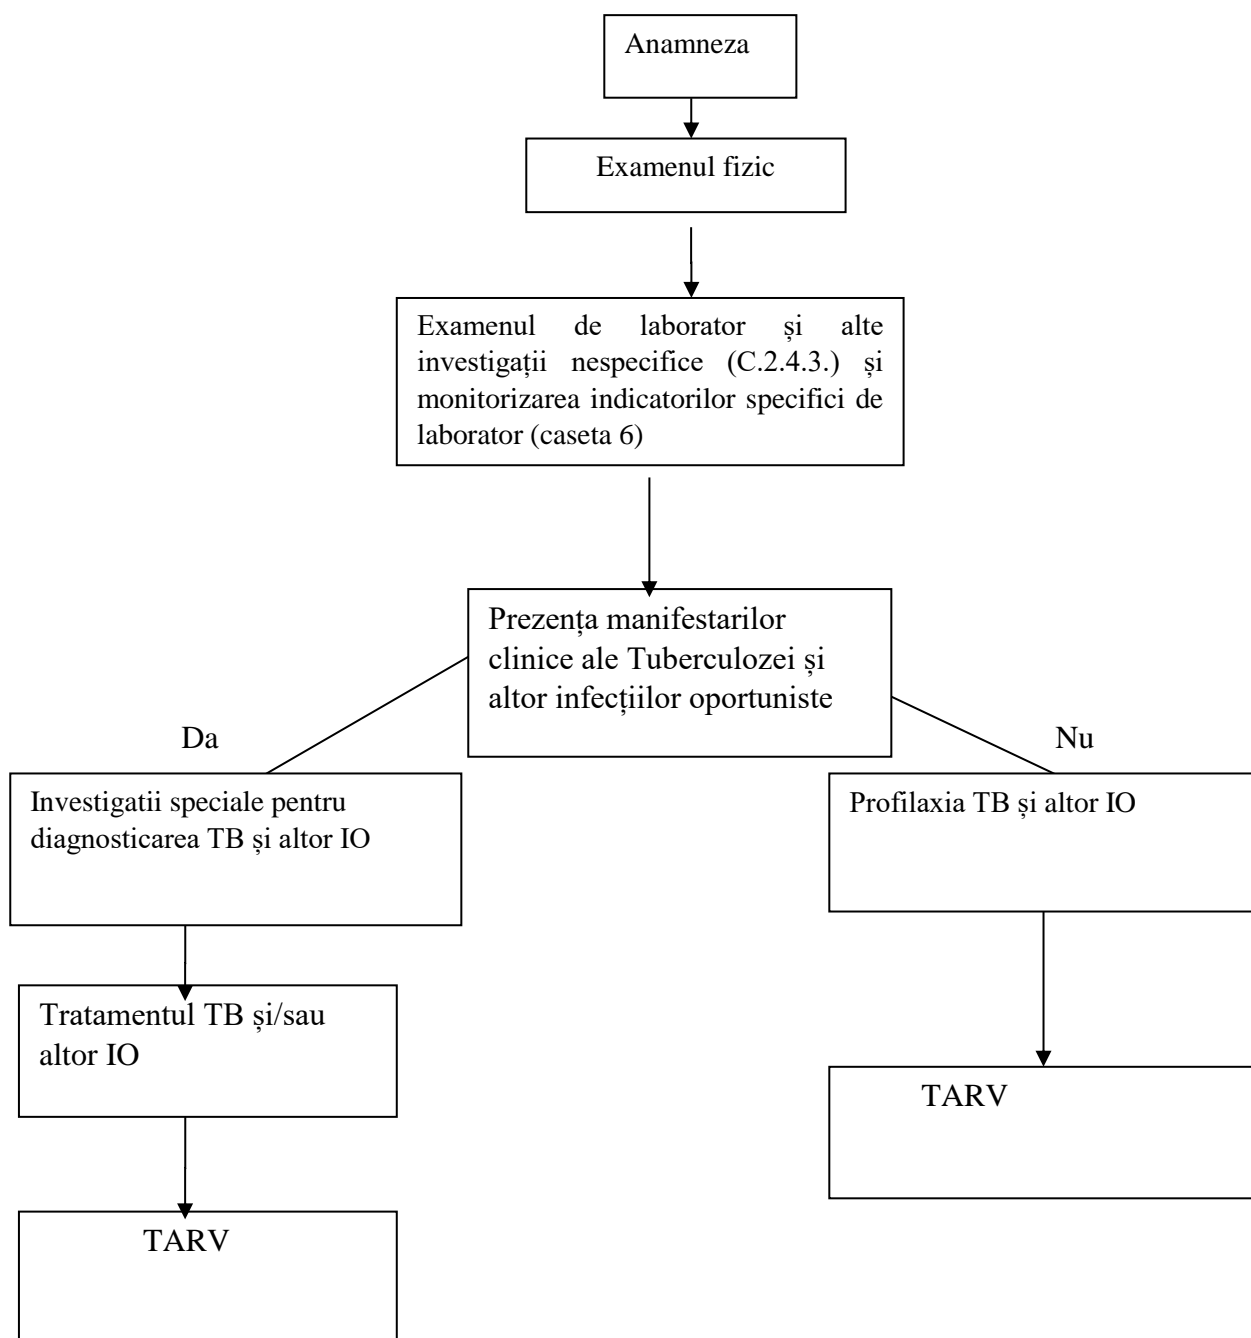 Anamneza
Examenul fizic
Examenul de laborator și alte
investigații nespecifice (C.2.4.3.) și
monitorizarea indicatorilor specifici de
laborator (caseta 6)
Prezența manifestarilor
clinice ale Tuberculozei și
altor infecțiilor oportuniste
Da
Nu
Investigatii speciale pentru
diagnosticarea TB și altor IO
Profilaxia TB și altor IO
Tratamentul TB și/sau
altor IO
TARV
TARV